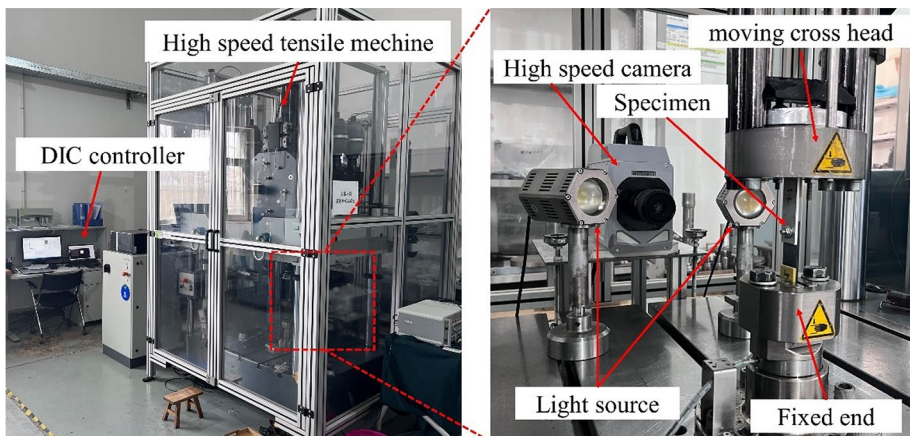 High speed tensile mechine
DIC controller
moving cross head
High speed camera
Specimen
Light source
Fixed end